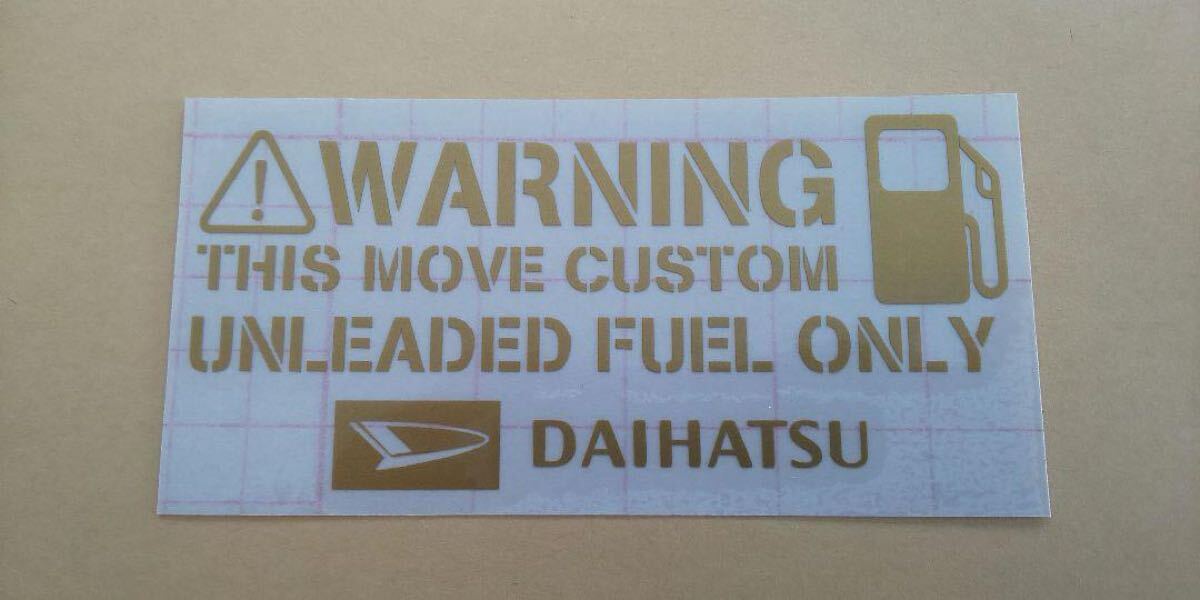 WARNING
THIS MOVE CUSTOM
UNLEADED FUEL ONLY
DAIHATSU